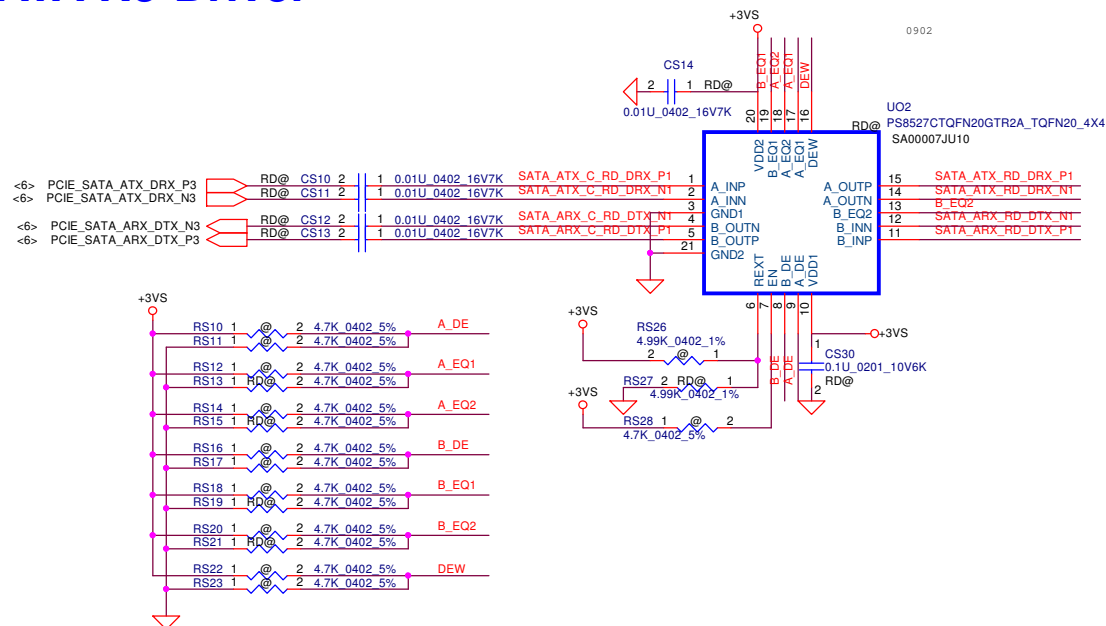 +3VS
0902
CS14
2 1 RD@
0.01U_0402_16V7K
B_EQ1
A_EQ2
A_EQ1
DEW
20
19
18
17
16
UO2
RD@ PS8527CTQFN20GTR2A_TQFN20_4X4
SA00007JU10
VDD2
B_EQ1
A_EQ2
A_EQ1
DEW
<6> PCIE_SATA_ATX_DRX_P3 RD@ CS10 2 1 0.01U_0402_16V7K SATA_ATX_C_RD_DRX_P1 1 A_INP A_OUTP 15 SATA_ATX_RD_DRX_P1
<6> PCIE_SATA_ATX_DRX_N3 RD@ CS11 2 1 0.01U_0402_16V7K SATA_ATX_C_RD_DRX_N1 2 A_INN A_OUTN 14 SATA_ATX_RD_DRX_N1
3 GND1 B_EQ2 13 B_EQ2
<6> PCIE_SATA_ARX_DTX_N3 RD@ CS12 2 1 0.01U_0402_16V7K SATA_ARX_C_RD_DTX_N1 4 B_OUTN B_INN 12 SATA_ARX_RD_DTX_N1
<6> PCIE_SATA_ARX_DTX_P3 RD@ CS13 2 1 0.01U_0402_16V7K SATA_ARX_C_RD_DTX_P1 5 B_OUTP B_INP 11 SATA_ARX_RD_DTX_P1
21 GND2
REXT
EN
B_DE
A_DE
VDD1
6
7
8
9
10
B_DE
A_DE
+3VS
RS10 1 @ 2 4.7K_0402_5% A_DE
RS11 1 @ 2 4.7K_0402_5%
RS12 1 @ 2 4.7K_0402_5% A_EQ1
RS13 1 RD@ 2 4.7K_0402_5%
RS14 1 @ 2 4.7K_0402_5% A_EQ2
RS15 1 RD@ 2 4.7K_0402_5%
RS16 1 @ 2 4.7K_0402_5% B_DE
RS17 1 @ 2 4.7K_0402_5%
RS18 1 @ 2 4.7K_0402_5% B_EQ1
RS19 1 RD@ 2 4.7K_0402_5%
RS20 1 @ 2 4.7K_0402_5% B_EQ2
RS21 1 RD@ 2 4.7K_0402_5%
RS22 1 @ 2 4.7K_0402_5% DEW
RS23 1 @ 2 4.7K_0402_5%
+3VS
RS26
4.99K_0402_1%
2 @ 1
RS27 2 RD@ 1
4.99K_0402_1%
+3VS
RS28 1 @ 2
4.7K_0402_5%
+3VS
1
CS30
0.1U_0201_10V6K
RD@
2